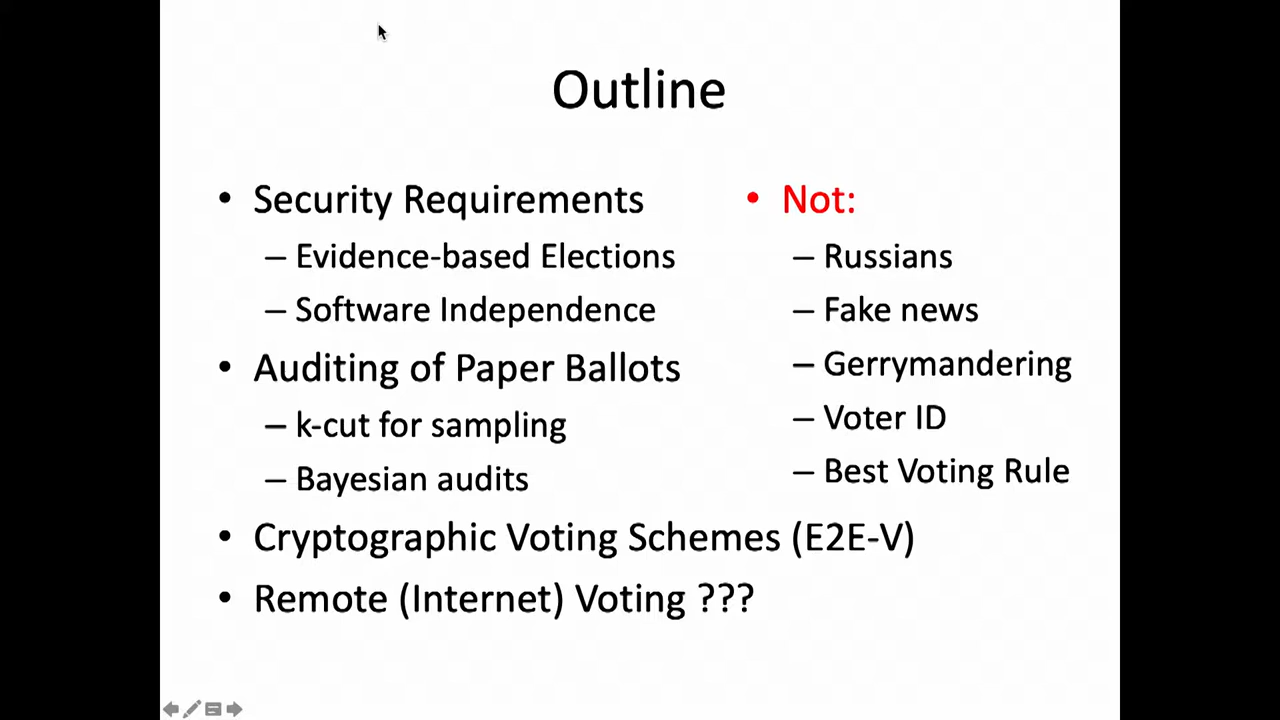 Outline
• Security Requirements
– Evidence-based Elections
– Software Independence
• Auditing of Paper Ballots
– k-cut for sampling
– Bayesian audits
• Cryptographic Voting Schemes (E2E-V)
• Remote (Internet) Voting ???
• Not:
– Russians
– Fake news
– Gerrymandering
– Voter ID
– Best Voting Rule